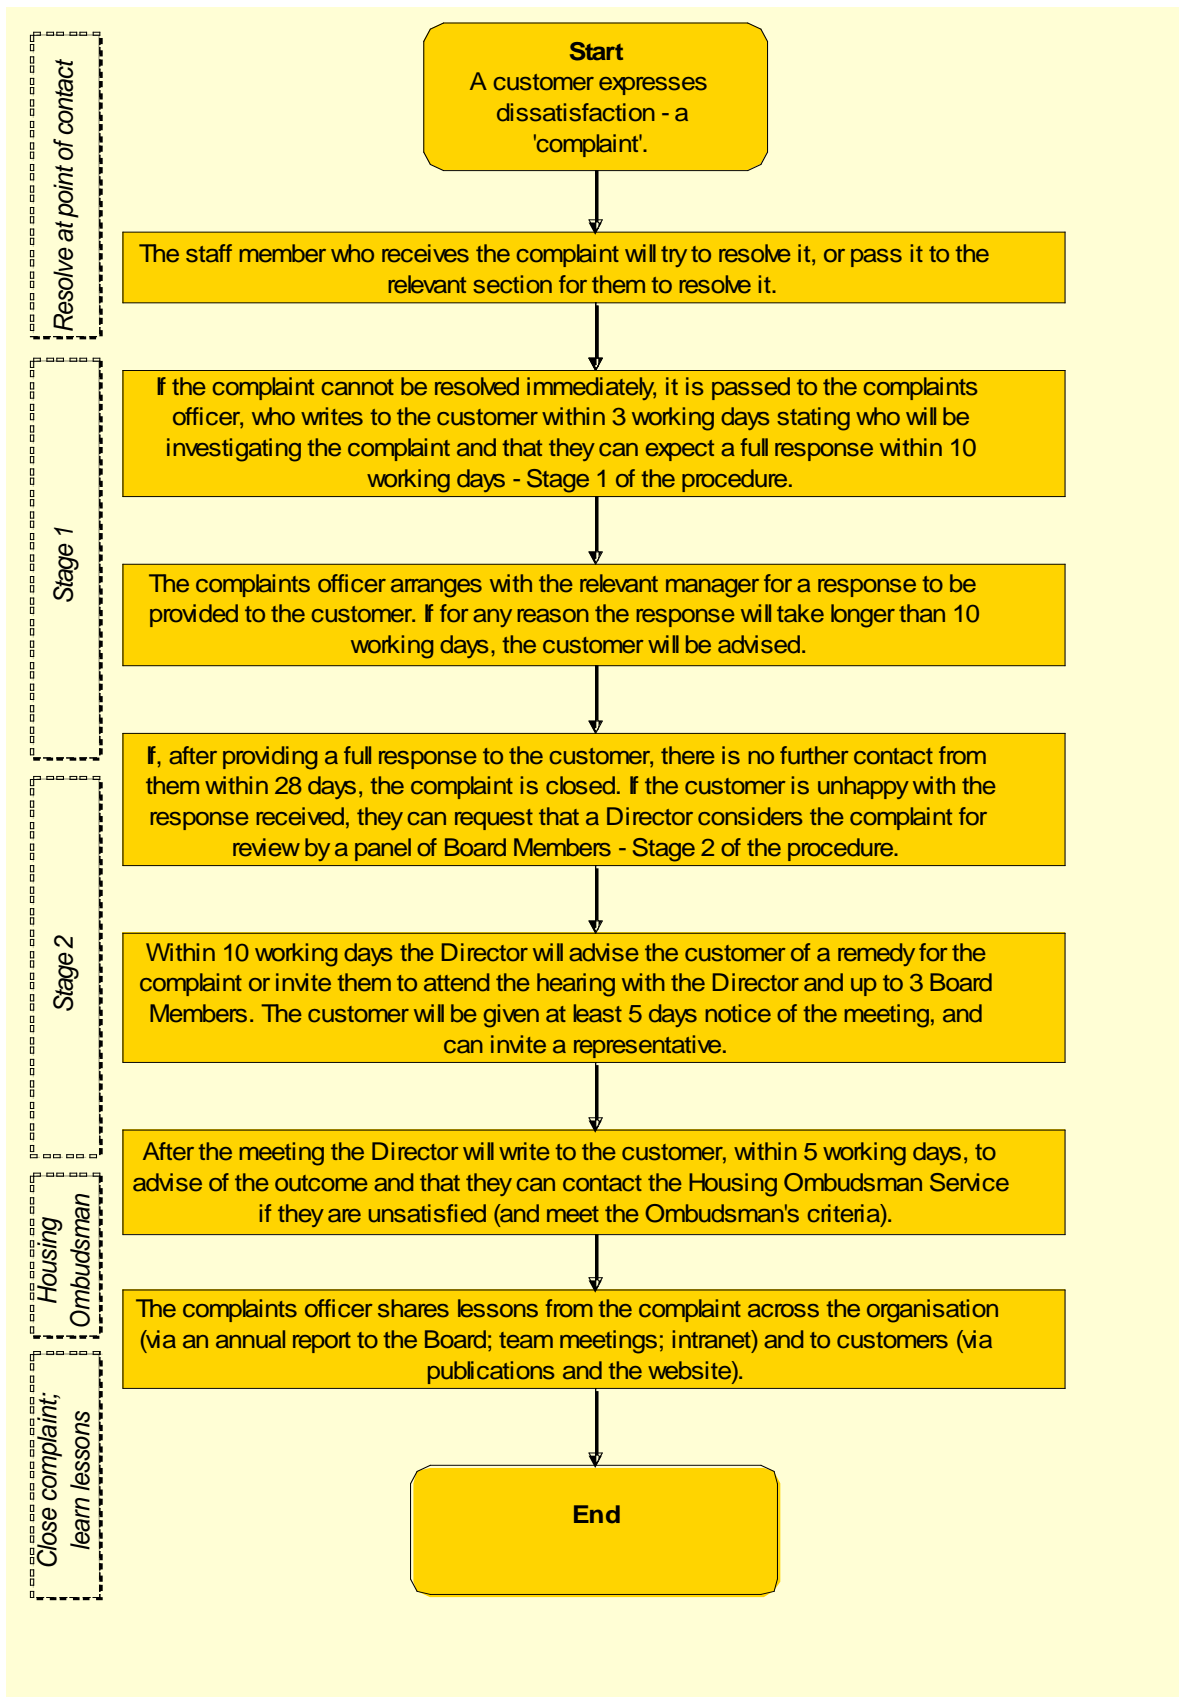 Resolve at point of contact
Start
A customer expresses
dissatisfaction - a
'complaint'.
The staff member who receives the complaint will try to resolve it, or pass it to the
relevant section for them to resolve it.
Stage 1
If the complaint cannot be resolved immediately, it is passed to the complaints
officer, who writes to the customer within 3 working days stating who will be
investigating the complaint and that they can expect a full response within 10
working days - Stage 1 of the procedure.
The complaints officer arranges with the relevant manager for a response to be
provided to the customer. If for any reason the response will take longer than 10
working days, the customer will be advised.
If, after providing a full response to the customer, there is no further contact from
them within 28 days, the complaint is closed. If the customer is unhappy with the
response received, they can request that a Director considers the complaint for
review by a panel of Board Members - Stage 2 of the procedure.
Stage 2
Within 10 working days the Director will advise the customer of a remedy for the
complaint or invite them to attend the hearing with the Director and up to 3 Board
Members. The customer will be given at least 5 days notice of the meeting, and
can invite a representative.
After the meeting the Director will write to the customer, within 5 working days, to
advise of the outcome and that they can contact the Housing Ombudsman Service
if they are unsatisfied (and meet the Ombudsman's criteria).
Housing
Ombudsman
The complaints officer shares lessons from the complaint across the organisation
(via an annual report to the Board; team meetings; intranet) and to customers (via
publications and the website).
Close complaint;
learn lessons
End